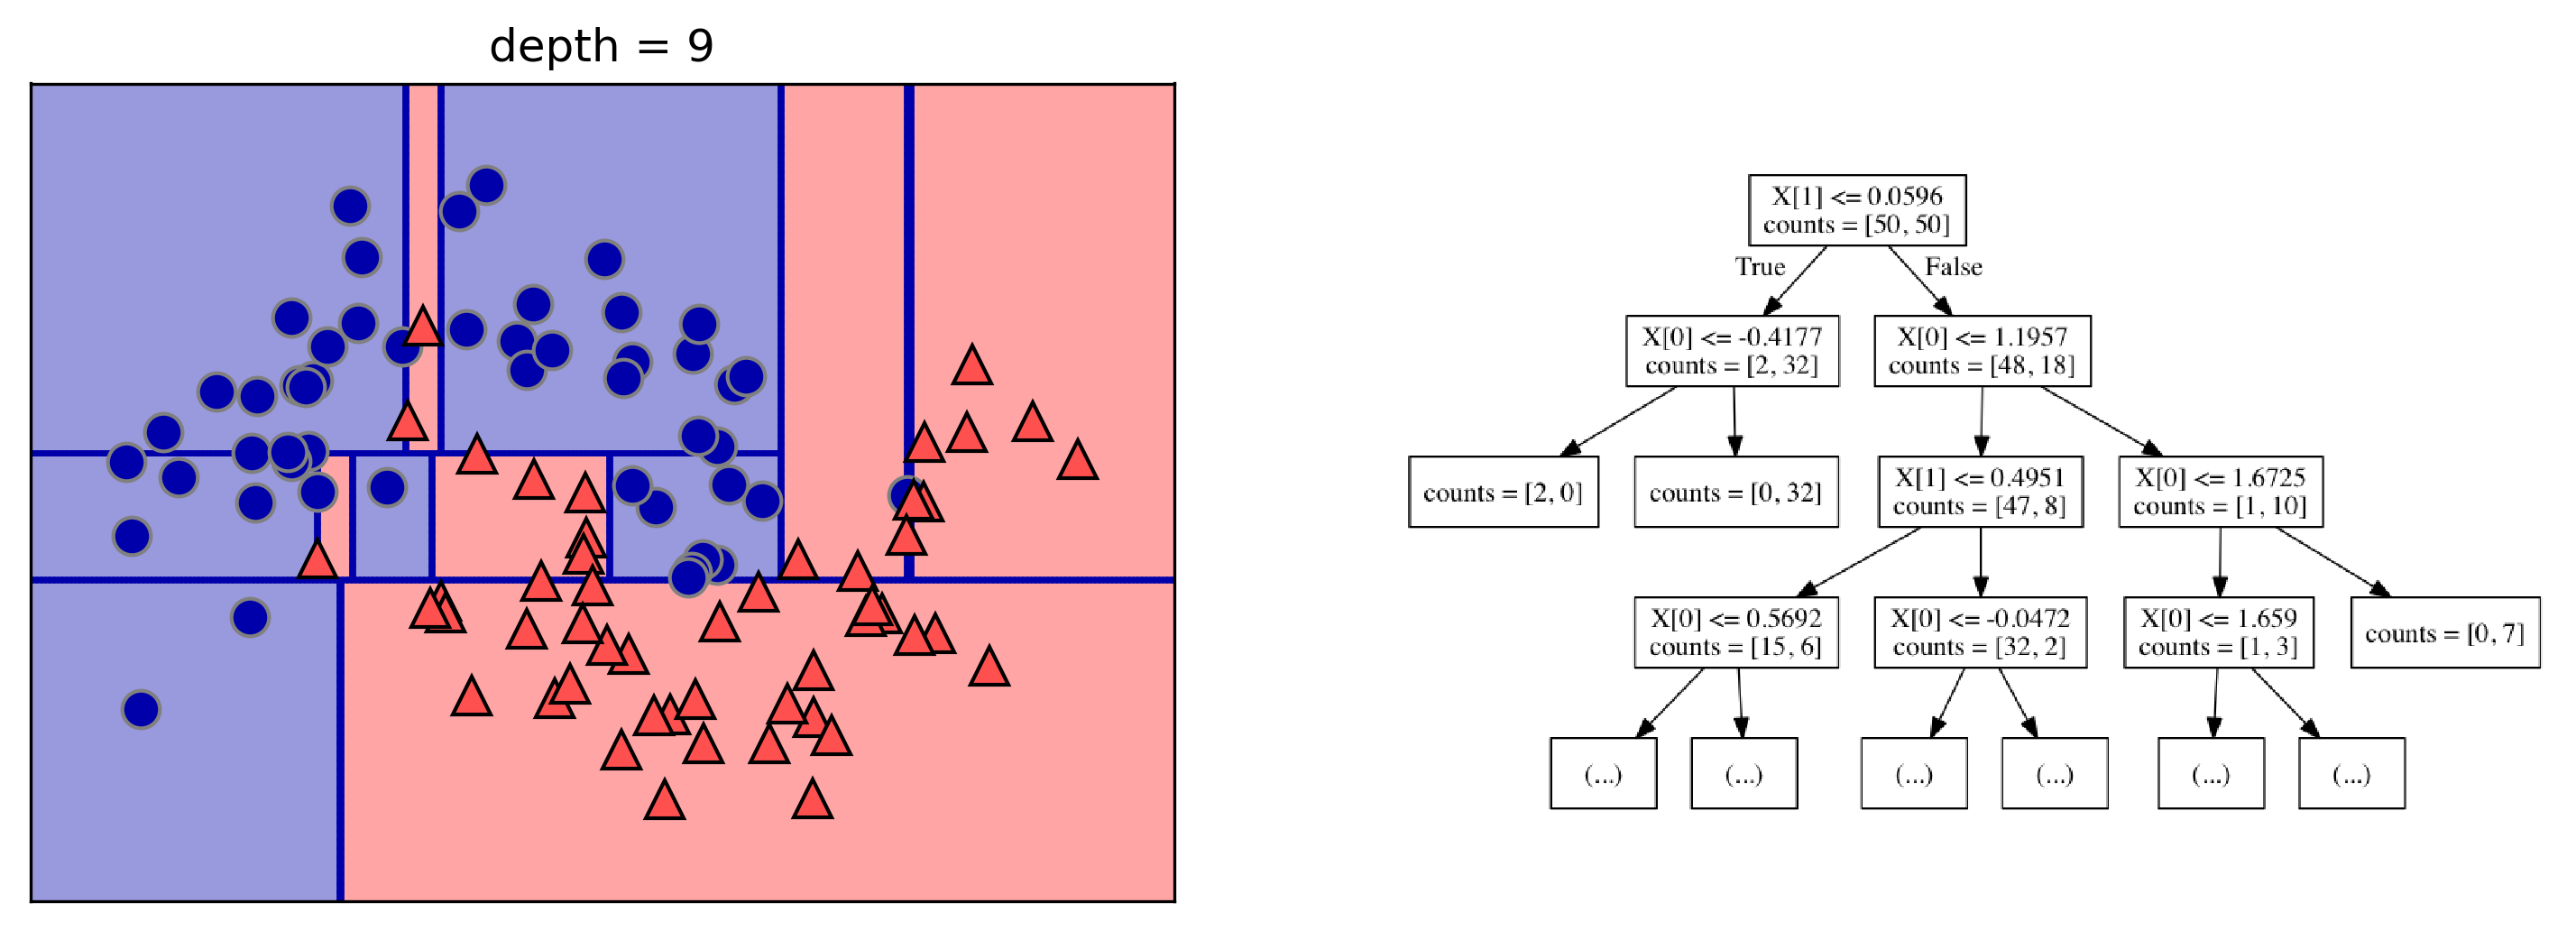 depth = 9
X[1] <= 0.0596
counts = [50, 50]
True
False
X[0] <= -0.4177
counts = [2, 32]
X[0] <= 1.1957
counts = [48, 18]
counts = [2, 0]
counts = [0, 32]
X[1] <= 0.4951
counts = [47, 8]
X[0] <= 1.6725
counts = [1, 10]
X[0] <= 0.5692
counts = [15, 6]
X[0] <= -0.0472
counts = [32, 2]
X[0] <= 1.659
counts = [1, 3]
counts = [0, 7]
(...)
(...)
(...)
(...)
(...)
(...)